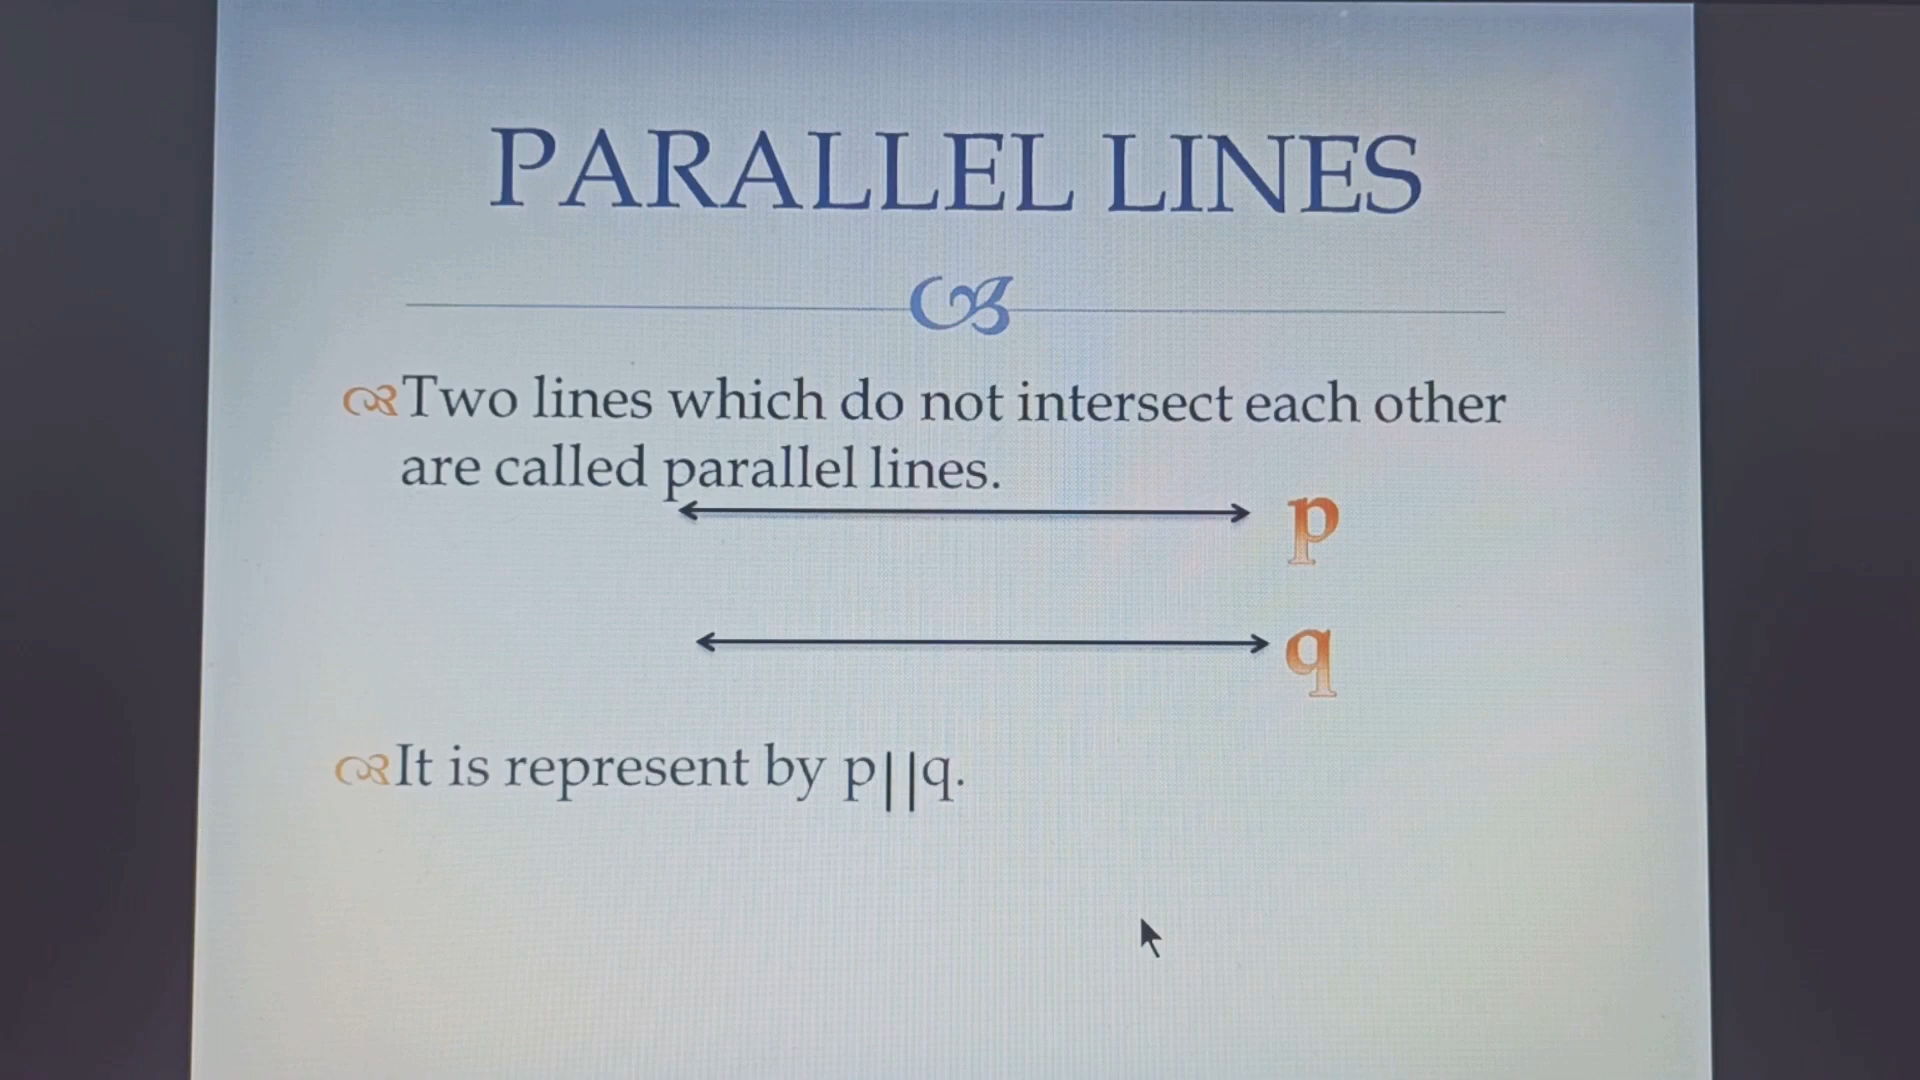 PARALLEL LINES
Two lines which do not intersect each other
are called parallel lines.
p
q
It is represent by p||q.